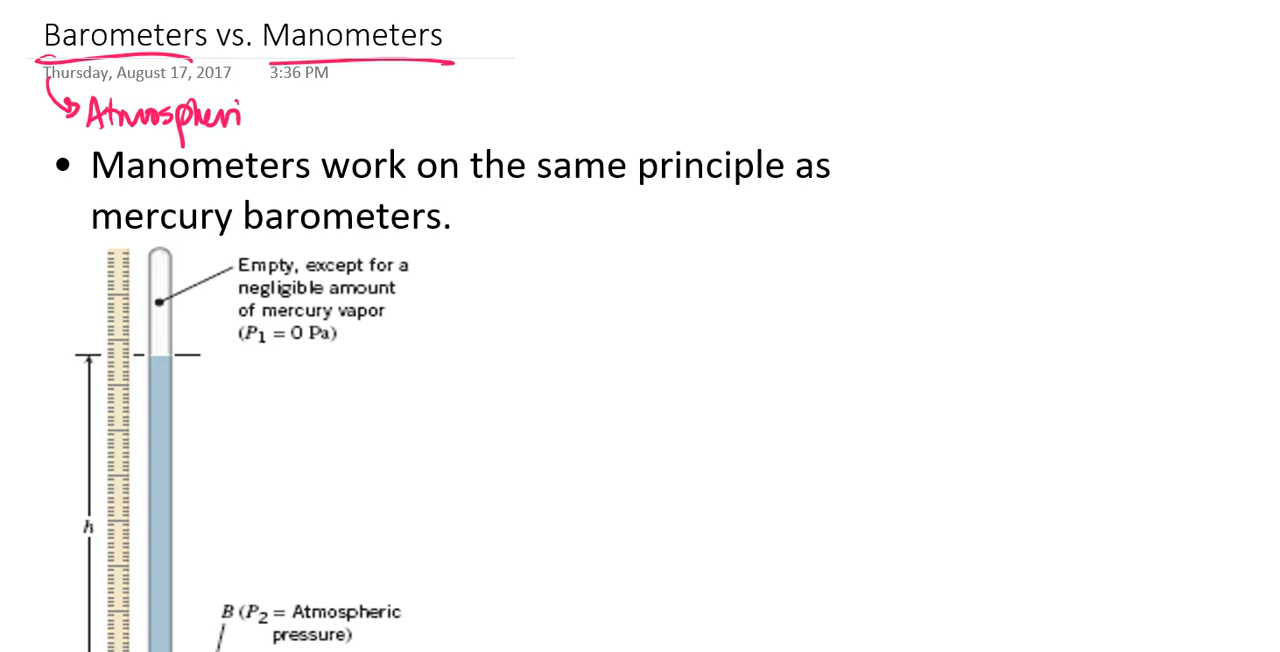 Barometers vs. Manometers
Thursday, August 17, 2017 3:36 PM
Atmospheri
• Manometers work on the same principle as
mercury barometers.
Empty, except for a
negligible amount
of mercury vapor
(P1 = 0 Pa)
h
B (P2 = Atmospheric
pressure)